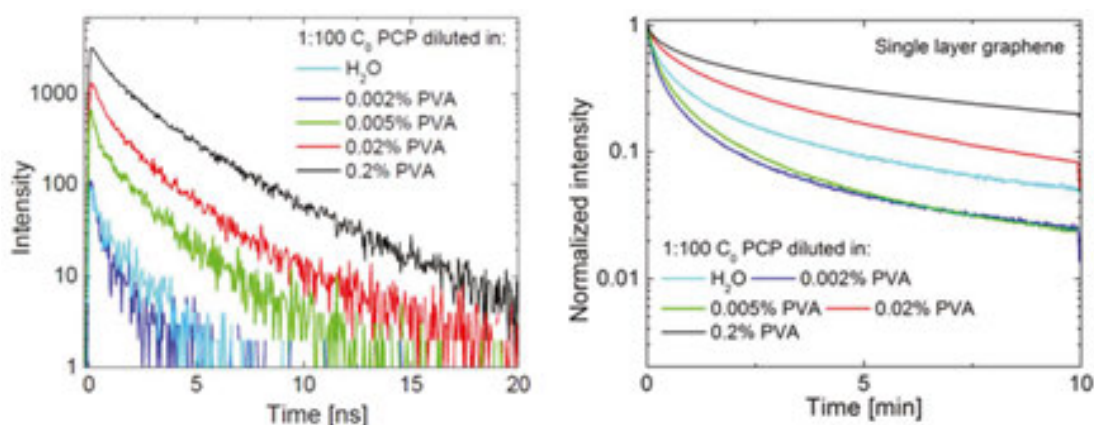 1:100 C₀ PCP diluted in:
H₂O
0.002% PVA
0.005% PVA
0.02% PVA
0.2% PVA
1000
100
10
1
Intensity
0
5
10
15
20
Time [ns]
Single layer graphene
1
0.1
0.01
Normalized intensity
1:100 C₀ PCP diluted in:
H₂O 0.002% PVA
0.005% PVA 0.02% PVA
0.2% PVA
0
5
10
Time [min]